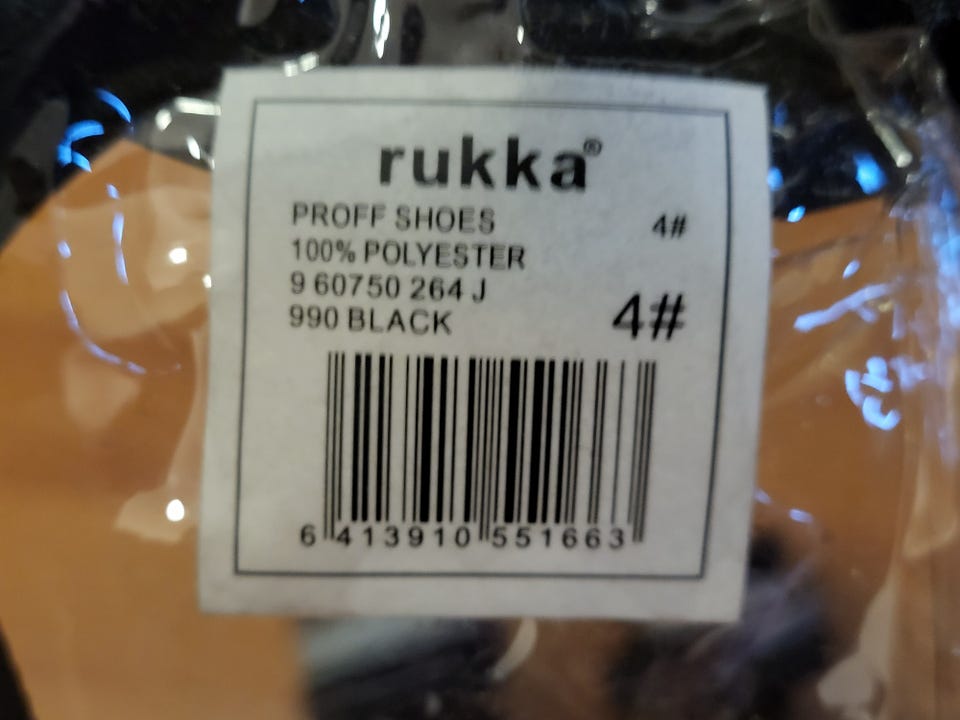 rukka®
PROFF SHOES 4#
100% POLYESTER
9 60750 264 J
990 BLACK 4#
6 413910 551663